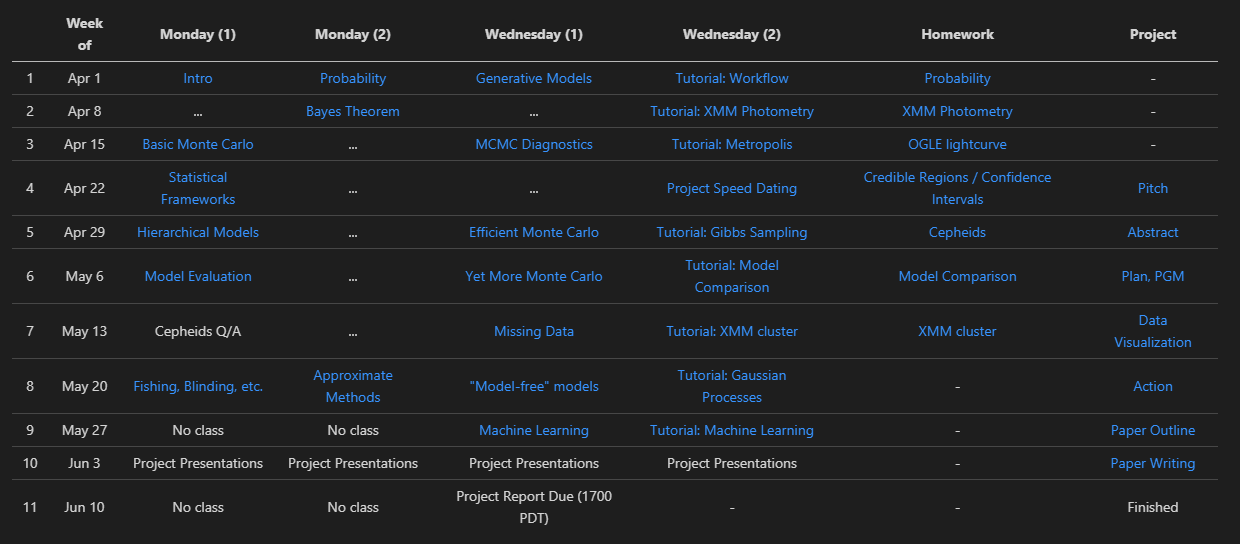 Week of Monday (1) Monday (2) Wednesday (1) Wednesday (2) Homework Project
1 Apr 1 Intro Probability Generative Models Tutorial: Workflow Probability -
2 Apr 8 ... Bayes Theorem ... Tutorial: XMM Photometry XMM Photometry -
3 Apr 15 Basic Monte Carlo ... MCMC Diagnostics Tutorial: Metropolis OGLE lightcurve -
4 Apr 22 Statistical Frameworks ... ... Project Speed Dating Credible Regions / Confidence Intervals Pitch
5 Apr 29 Hierarchical Models ... Efficient Monte Carlo Tutorial: Gibbs Sampling Cepheids Abstract
6 May 6 Model Evaluation ... Yet More Monte Carlo Tutorial: Model Comparison Model Comparison Plan, PGM
7 May 13 Cepheids Q/A ... Missing Data Tutorial: XMM cluster XMM cluster Data Visualization
8 May 20 Fishing, Blinding, etc. Approximate Methods "Model-free" models Tutorial: Gaussian Processes - Action
9 May 27 No class No class Machine Learning Tutorial: Machine Learning - Paper Outline
10 Jun 3 Project Presentations Project Presentations Project Presentations Project Presentations - Paper Writing
11 Jun 10 No class No class Project Report Due (1700 PDT) - - Finished